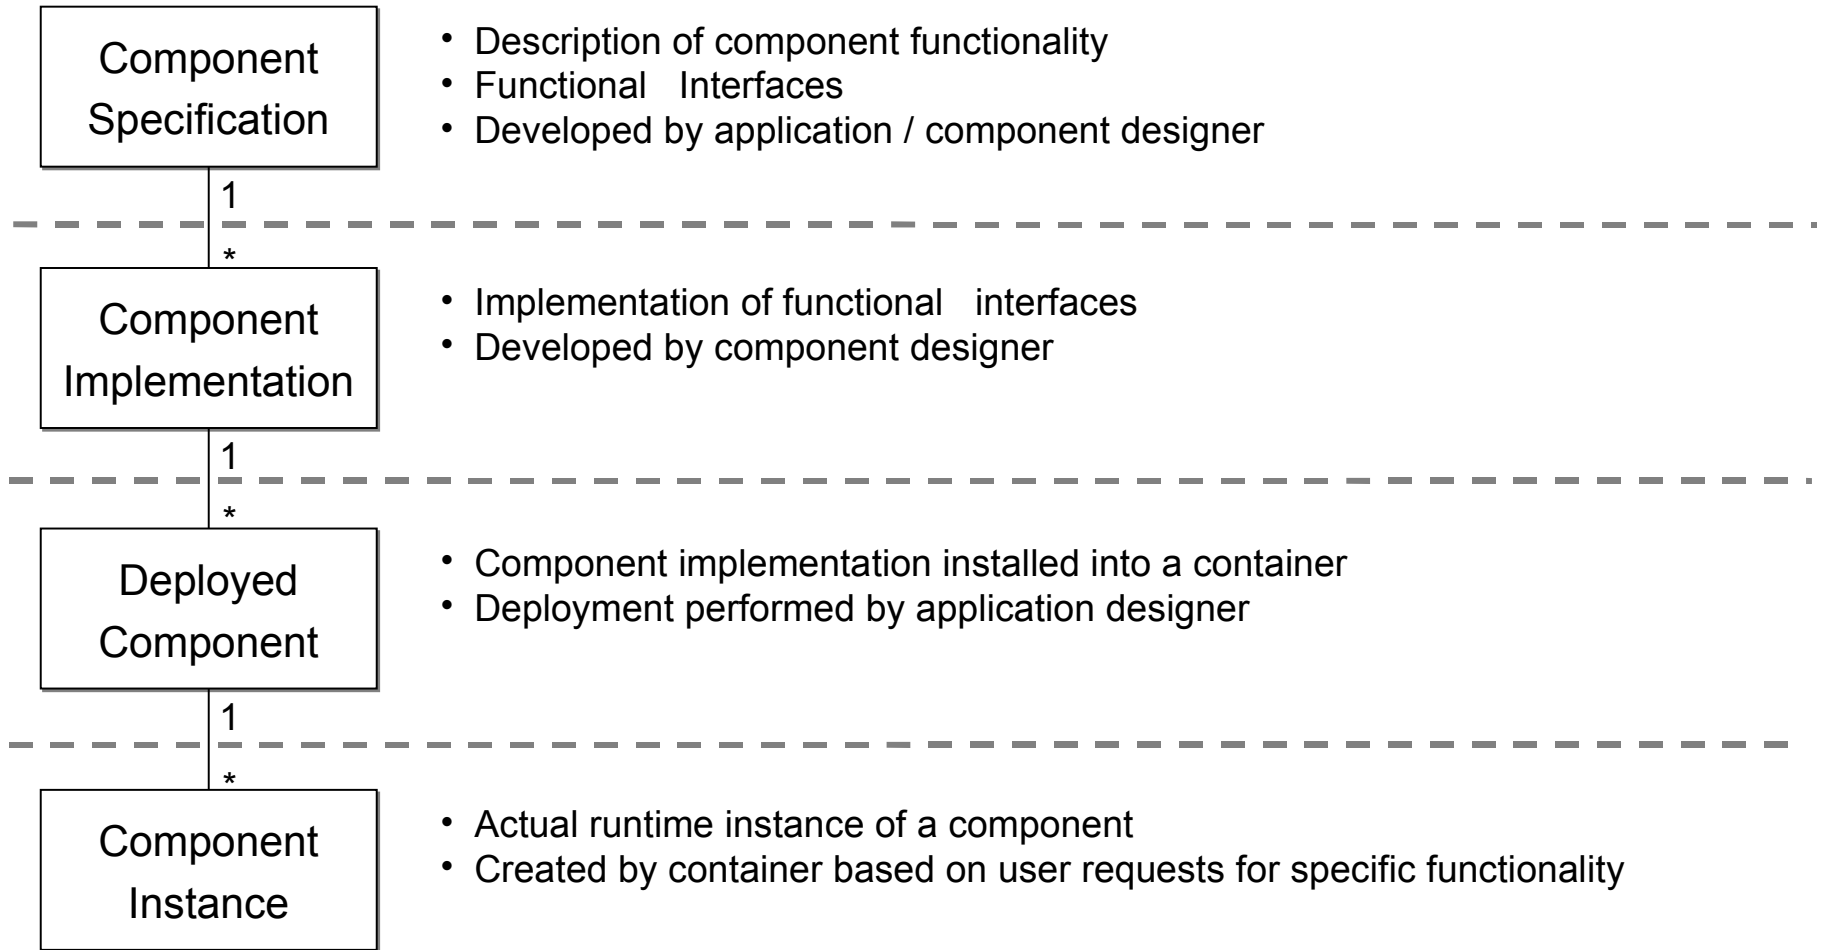 Component
Specification
• Description of component functionality
• Functional Interfaces
• Developed by application / component designer
1
*
Component
Implementation
• Implementation of functional interfaces
• Developed by component designer
1
*
Deployed
Component
• Component implementation installed into a container
• Deployment performed by application designer
1
*
Component
Instance
• Actual runtime instance of a component
• Created by container based on user requests for specific functionality